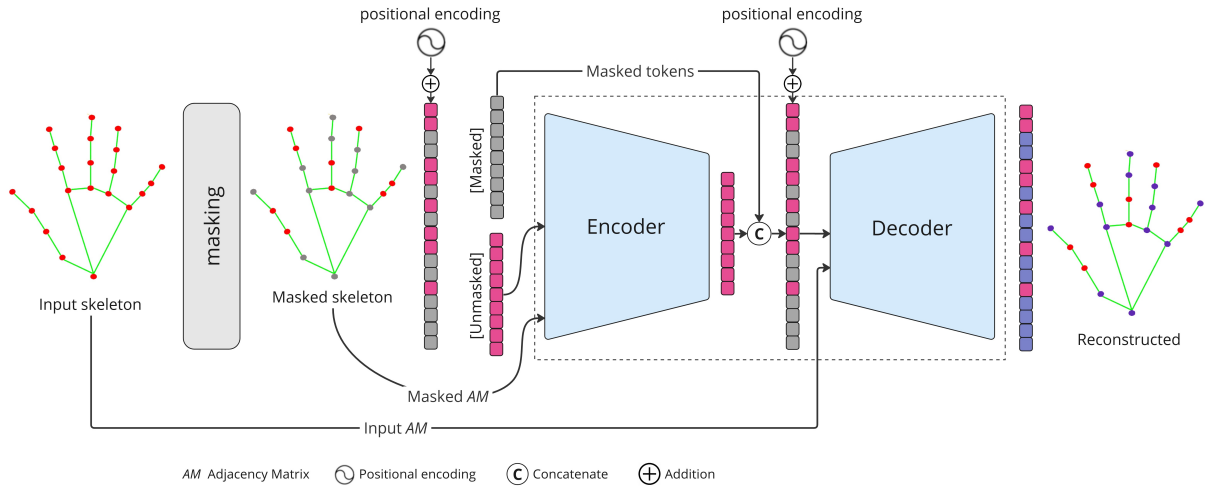 positional encoding
positional encoding
Masked tokens
masking
[Masked]
[Unmasked]
Encoder
C
Decoder
Input skeleton
Masked skeleton
Reconstructed
Masked AM
Input AM
AM Adjacency Matrix
Positional encoding
C Concatenate
Addition